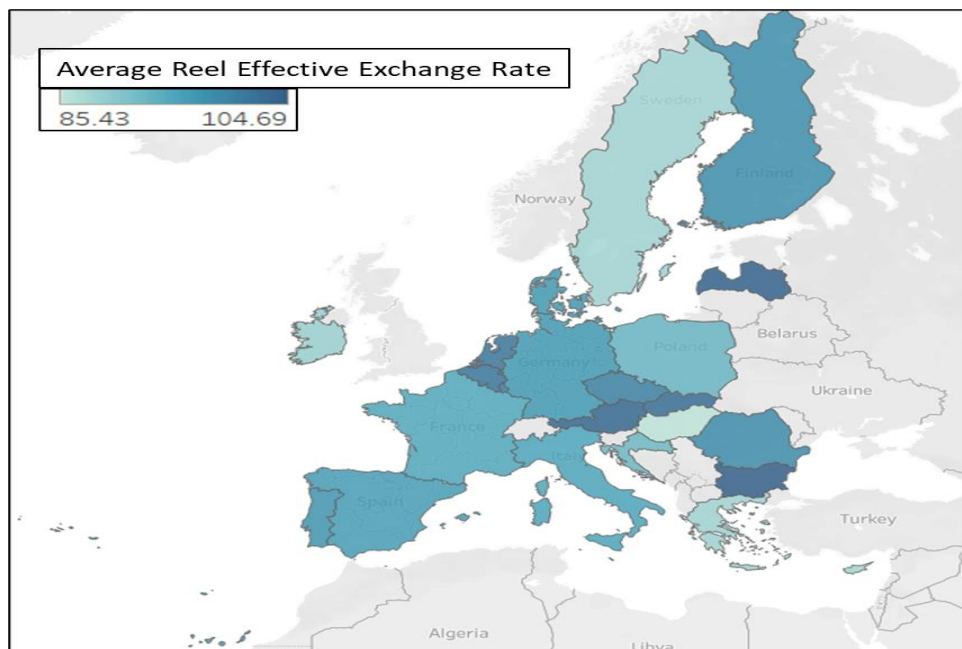 Average Reel Effective Exchange Rate
85.43 104.69
Sweden
Finland
Norway
Belarus
Poland
Germany
Ukraine
France
Italy
Spain
Turkey
Algeria
Libya